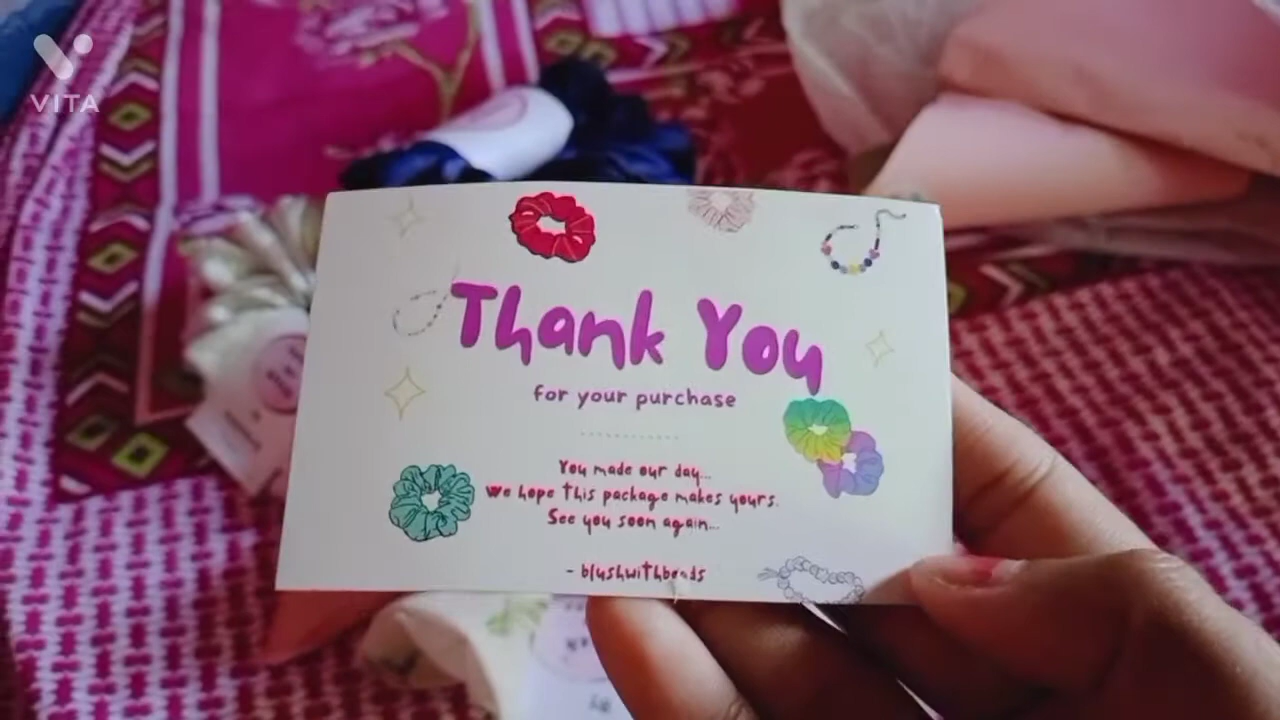 VITA
Thank You
for your purchase
You made our day...
We hope this package makes yours.
See you soon again...
- blushwithbeads